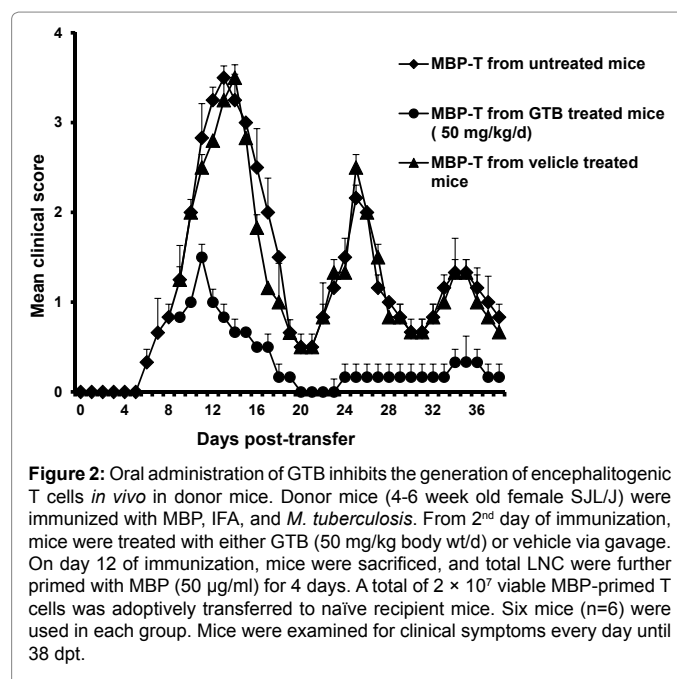 4
3
2
1
0
Mean clinical score
0 4 8 12 16 20 24 28 32 36
Days post-transfer
MBP-T from untreated mice
MBP-T from GTB treated mice
( 50 mg/kg/d)
MBP-T from velicle treated
mice
Figure 2: Oral administration of GTB inhibits the generation of encephalitogenic
T cells in vivo in donor mice. Donor mice (4-6 week old female SJL/J) were
immunized with MBP, IFA, and M. tuberculosis. From 2nd day of immunization,
mice were treated with either GTB (50 mg/kg body wt/d) or vehicle via gavage.
On day 12 of immunization, mice were sacrificed, and total LNC were further
primed with MBP (50 µg/ml) for 4 days. A total of 2 × 10⁷ viable MBP-primed T
cells was adoptively transferred to naïve recipient mice. Six mice (n=6) were
used in each group. Mice were examined for clinical symptoms every day until
38 dpt.